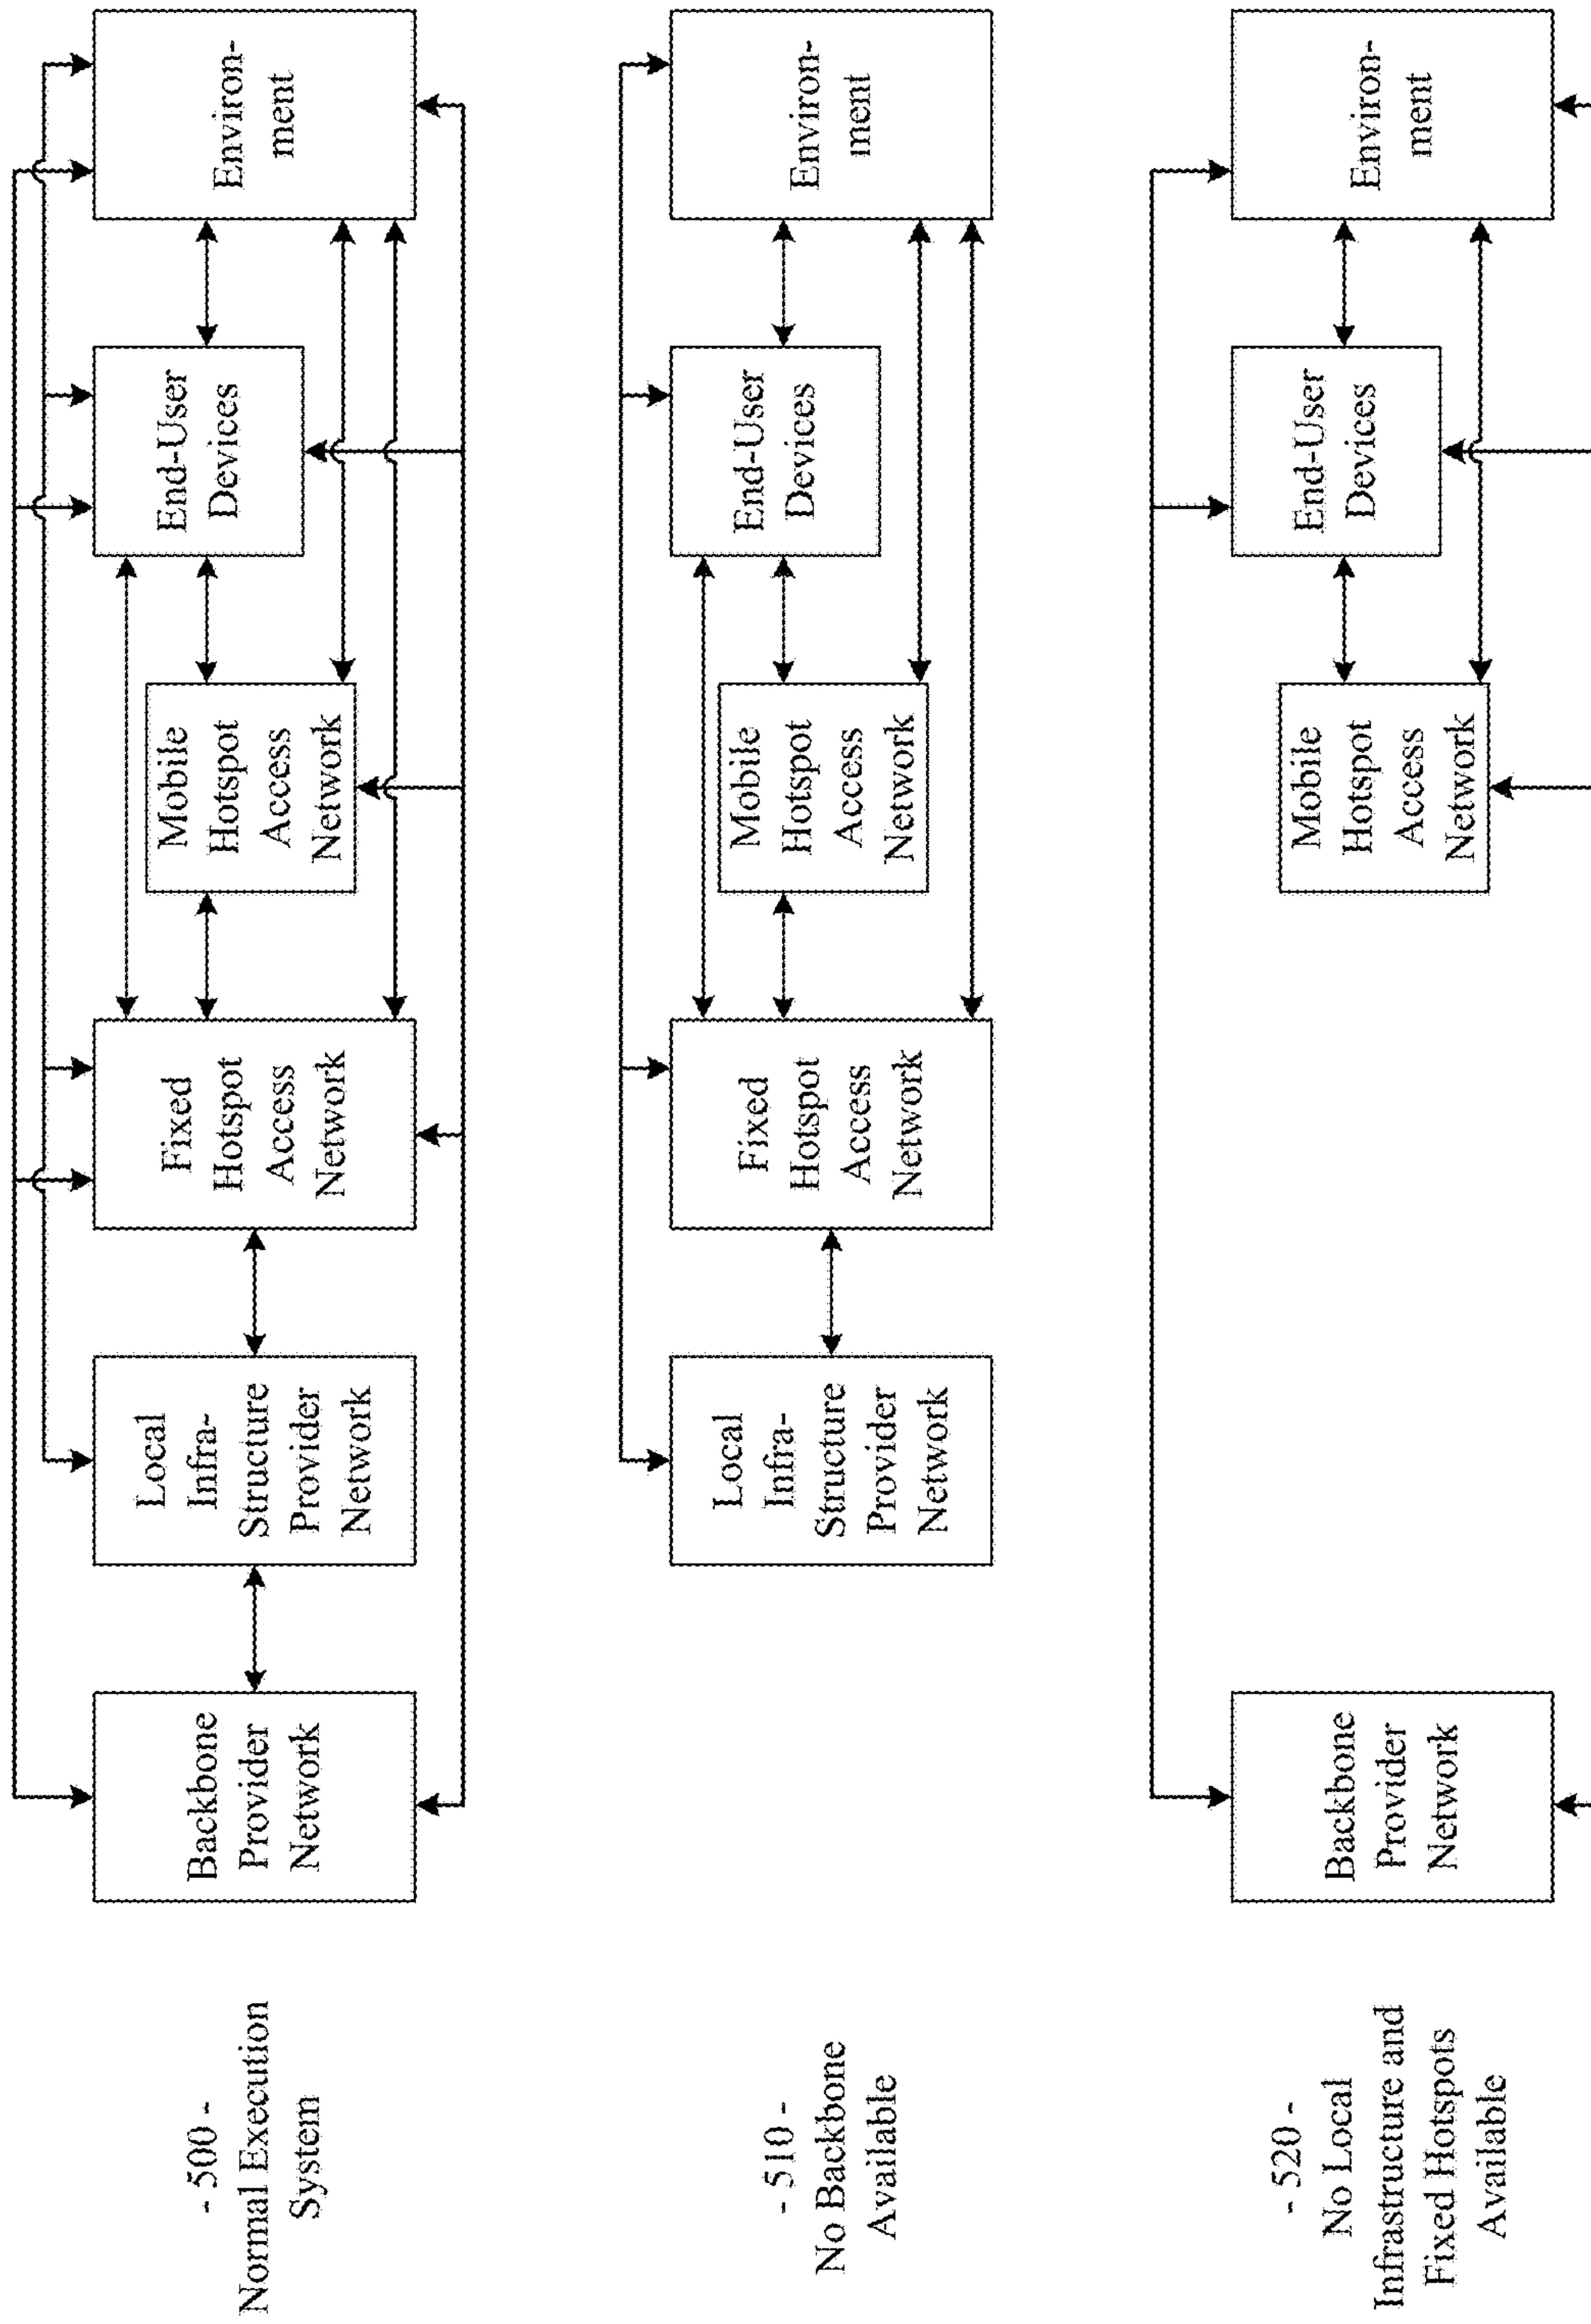 - 500 -
Normal Execution
System
Backbone
Provider
Network
Local
Infra-
Structure
Provider
Network
Fixed
Hotspot
Access
Network
Mobile
Hotspot
Access
Network
End-User
Devices
Environ-
ment
- 510 -
No Backbone
Available
Local
Infra-
Structure
Provider
Network
Fixed
Hotspot
Access
Network
Mobile
Hotspot
Access
Network
End-User
Devices
Environ-
ment
- 520 -
No Local
Infrastructure and
Fixed Hotspots
Available
Backbone
Provider
Network
Mobile
Hotspot
Access
Network
End-User
Devices
Environ-
ment